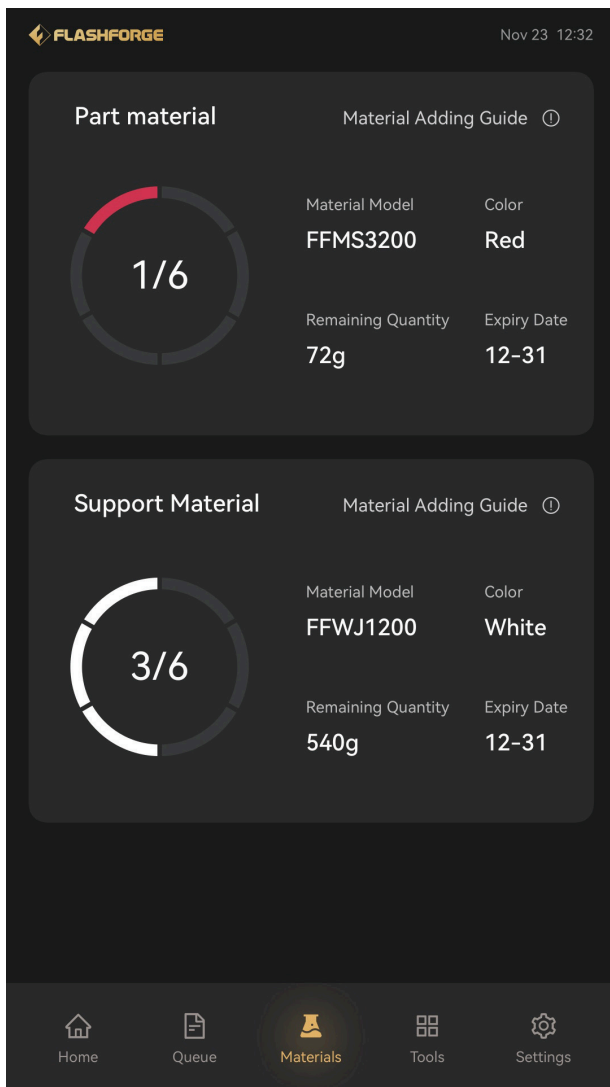 FLASHFORGE
Nov 23 12:32
Part material
Material Adding Guide
1/6
Material Model
Color
FFMS3200
Red
Remaining Quantity
Expiry Date
72g
12-31
Support Material
Material Adding Guide
3/6
Material Model
Color
FFWJ1200
White
Remaining Quantity
Expiry Date
540g
12-31
Home
Queue
Materials
Tools
Settings